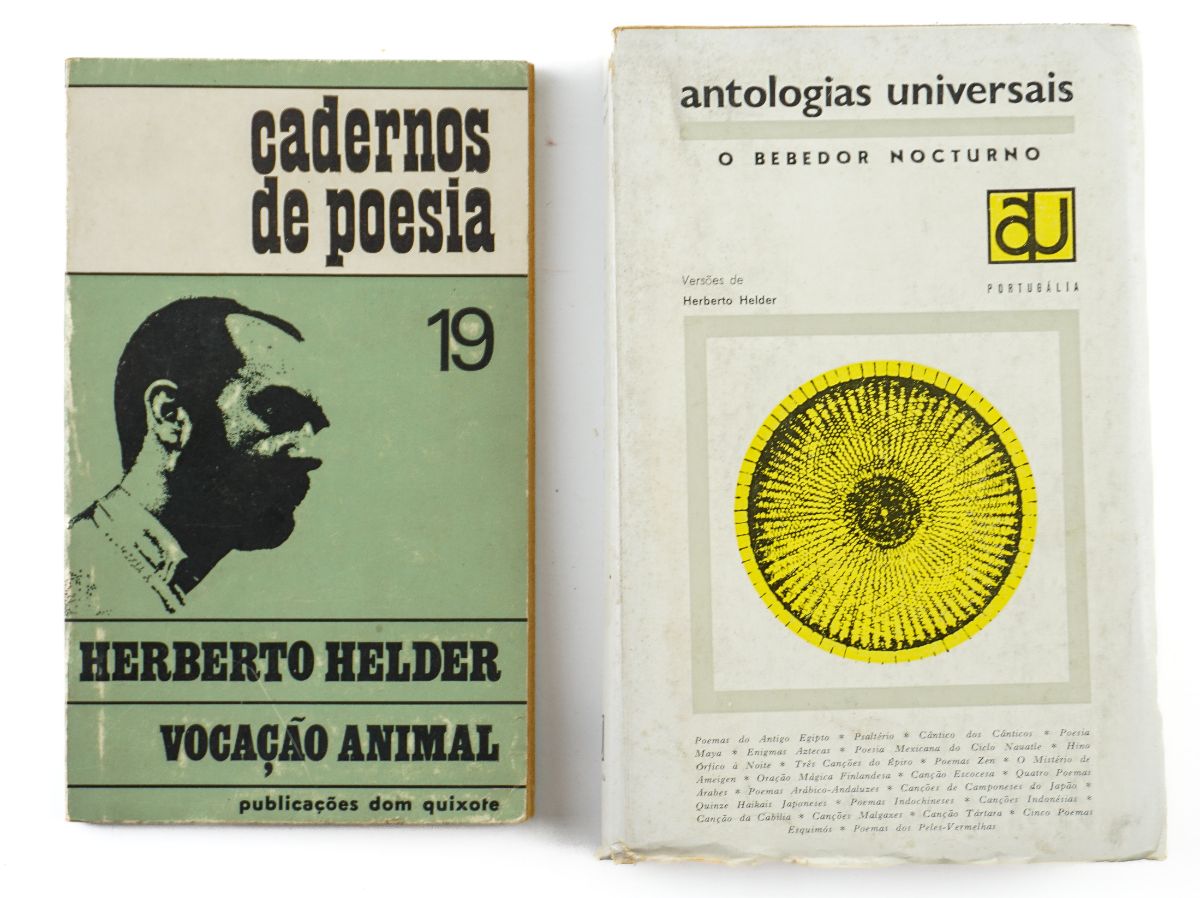 cadernos
de poesia
19
HERBERTO HELDER
VOCAÇÃO ANIMAL
publicações dom quixote
antologias universais
O BEBEDOR NOCTURNO
au
PORTUGÁLIA
Versões de
Herberto Helder
Poemas do Antigo Egipto * Psaltério * Cântico dos Cânticos * Poesia
Maya * Enigmas Aztecas * Poesia Mexicana do Ciclo Nauatle * Hino
Órfico à Noite * Três Canções do Épiro * Poemas Zen * O Mistério de
Ameigen * Oração Mágica Finlandesa * Canção Escocesa * Quatro Poemas
Árabes * Poemas Arábico-Andaluzes * Canções de Camponeses do Japão *
Quinze Haikais Japoneses * Poemas Indochineses * Canções Indonésias *
Canção da Cabília * Canções Malgaxes * Canção Tártara * Cinco Poemas
Esquimós * Poemas dos Peles-Vermelhas